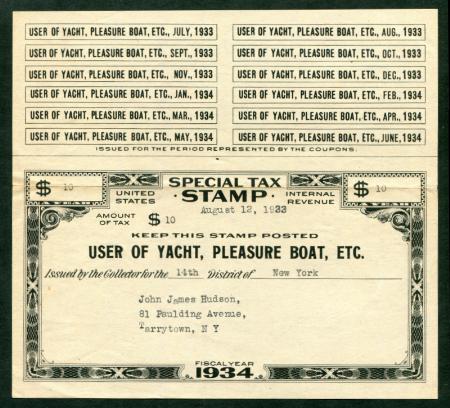 USER OF YACHT, PLEASURE BOAT, ETC., JULY, 1933
USER OF YACHT, PLEASURE BOAT, ETC., AUG., 1933
USER OF YACHT, PLEASURE BOAT, ETC., SEPT., 1933
USER OF YACHT, PLEASURE BOAT, ETC., OCT., 1933
USER OF YACHT, PLEASURE BOAT, ETC., NOV., 1933
USER OF YACHT, PLEASURE BOAT, ETC., DEC., 1933
USER OF YACHT, PLEASURE BOAT, ETC., JAN., 1934
USER OF YACHT, PLEASURE BOAT, ETC., FEB., 1934
USER OF YACHT, PLEASURE BOAT, ETC., MAR., 1934
USER OF YACHT, PLEASURE BOAT, ETC., APR., 1934
USER OF YACHT, PLEASURE BOAT, ETC., MAY, 1934
USER OF YACHT, PLEASURE BOAT, ETC., JUNE, 1934
ISSUED FOR THE PERIOD REPRESENTED BY THE COUPONS:
SPECIAL TAX
$ 10
UNITED STATES
· STAMP ·
INTERNAL REVENUE
$ 10
A YEAR
A YEAR
August 12, 1933
AMOUNT OF TAX
$ 10
KEEP THIS STAMP POSTED
USER OF YACHT, PLEASURE BOAT, ETC.
Issued by the Collector for the 14th District of New York
John James Hudson,
81 Paulding Avenue,
Tarrytown, N Y
FISCAL YEAR
1934